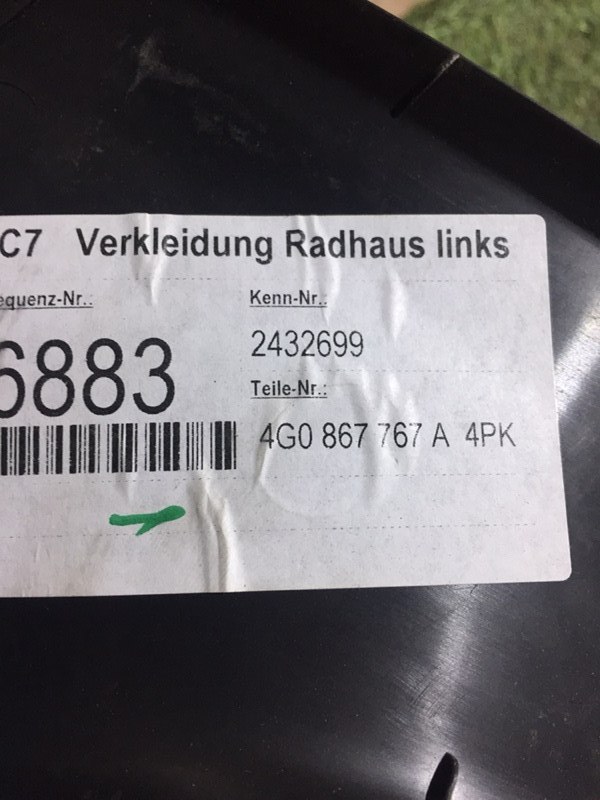 C7 Verkleidung Radhaus links
equenz-Nr.: Kenn-Nr.:
6883 2432699
Teile-Nr.:
4G0 867 767 A 4PK